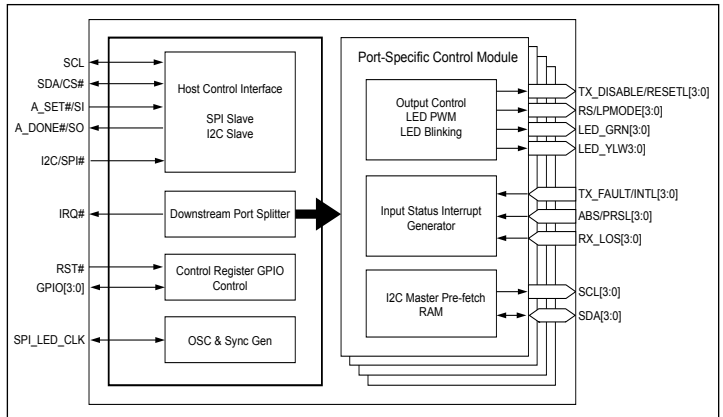 SCL
SDA/CS#
A_SET#/SI
A_DONE#/SO
I2C/SPI#
IRQ#
RST#
GPIO[3:0]
SPI_LED_CLK
Host Control Interface
SPI Slave
I2C Slave
Downstream Port Splitter
Control Register GPIO
Control
OSC & Sync Gen
Port-Specific Control Module
Output Control
LED PWM
LED Blinking
Input Status Interrupt
Generator
I2C Master Pre-fetch
RAM
TX_DISABLE/RESETL[3:0]
RS/LPMODE[3:0]
LED_GRN[3:0]
LED_YLW3:0]
TX_FAULT/INTL[3:0]
ABS/PRSL[3:0]
RX_LOS[3:0]
SCL[3:0]
SDA[3:0]